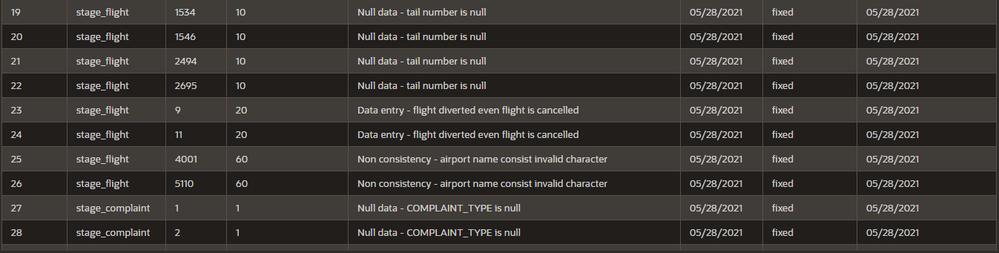 19 stage_flight 1534 10 Null data - tail number is null 05/28/2021 fixed 05/28/2021
20 stage_flight 1546 10 Null data - tail number is null 05/28/2021 fixed 05/28/2021
21 stage_flight 2494 10 Null data - tail number is null 05/28/2021 fixed 05/28/2021
22 stage_flight 2695 10 Null data - tail number is null 05/28/2021 fixed 05/28/2021
23 stage_flight 9 20 Data entry - flight diverted even flight is cancelled 05/28/2021 fixed 05/28/2021
24 stage_flight 11 20 Data entry - flight diverted even flight is cancelled 05/28/2021 fixed 05/28/2021
25 stage_flight 4001 60 Non consistency - airport name consist invalid character 05/28/2021 fixed 05/28/2021
26 stage_flight 5110 60 Non consistency - airport name consist invalid character 05/28/2021 fixed 05/28/2021
27 stage_complaint 1 1 Null data - COMPLAINT_TYPE is null 05/28/2021 fixed 05/28/2021
28 stage_complaint 2 1 Null data - COMPLAINT_TYPE is null 05/28/2021 fixed 05/28/2021